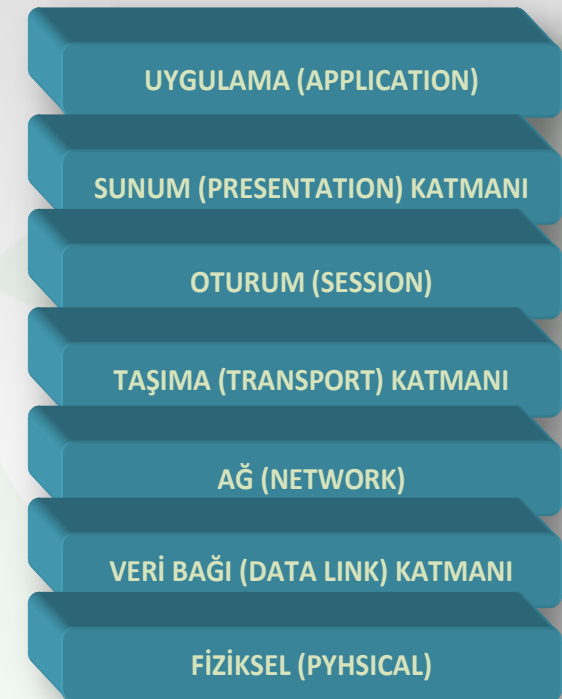 UYGULAMA (APPLICATION)
SUNUM (PRESENTATION) KATMANI
OTURUM (SESSION)
TAŞIMA (TRANSPORT) KATMANI
AĞ (NETWORK)
VERİ BAĞI (DATA LINK) KATMANI
FİZİKSEL (PYHSICAL)